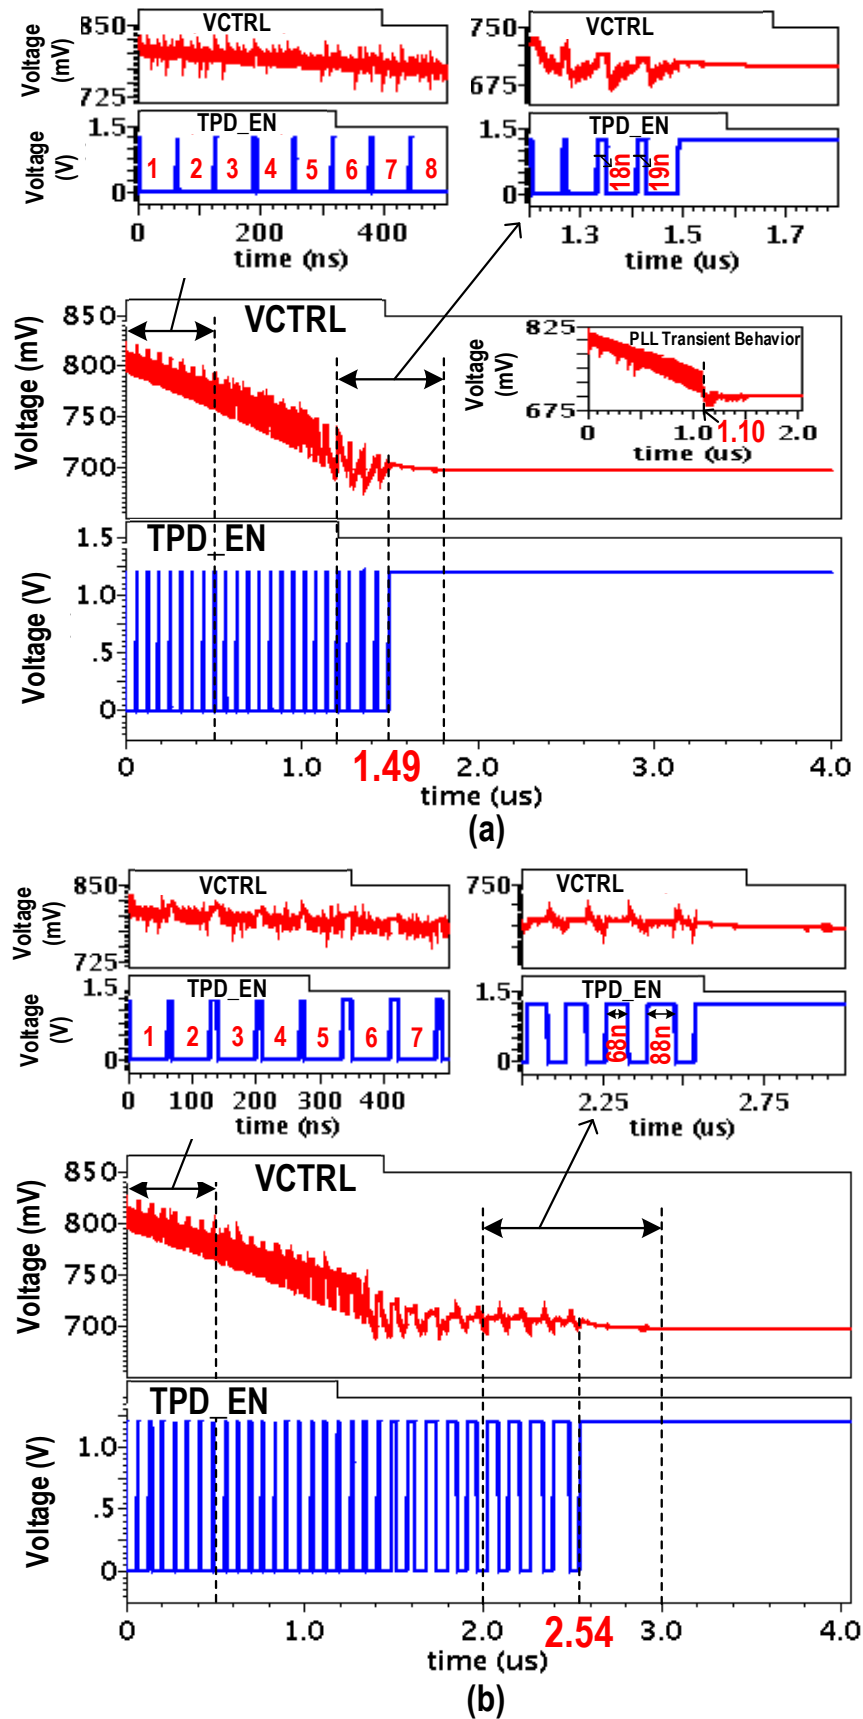 850
VCTRL
Voltage
(mV)
725
1.5
TPD_EN
Voltage
(V)
1 2 3 4 5 6 7 8
0
0 200 400
time (ns)
750
VCTRL
675
1.5
TPD_EN
18n 19n
0
1.3 1.5 1.7
time (us)
850
VCTRL
800
750
700
Voltage (mV)
825
PLL Transient Behavior
Voltage
(mV)
675
0 1.0 2.0
1.10
time (us)
1.5
TPD_EN
1.0
.5
0
Voltage (V)
0 1.0 1.49 2.0 3.0 4.0
time (us)
(a)
850
VCTRL
Voltage
(mV)
725
1.5
TPD_EN
Voltage
(V)
1 2 3 4 5 6 7
0
0 100 200 300 400
time (ns)
750
VCTRL
675
1.5
TPD_EN
68n 88n
0
2.25 2.75
time (us)
850
VCTRL
800
750
700
Voltage (mV)
TPD_EN
1.0
.5
0
Voltage (V)
0 1.0 2.0 2.54 3.0 4.0
time (us)
(b)